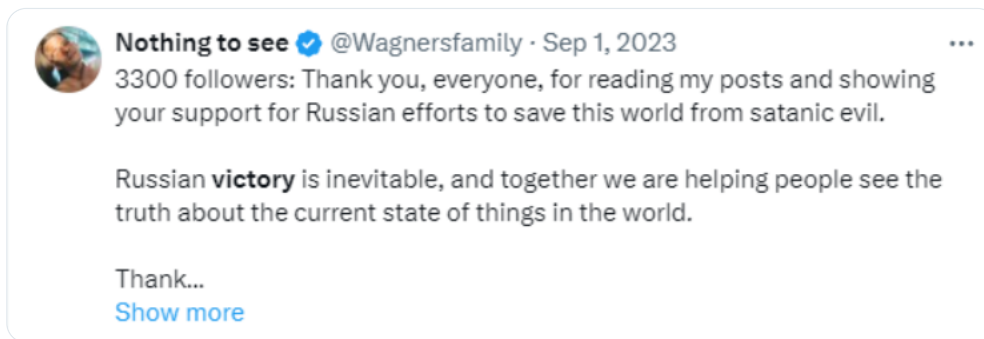 Nothing to see @Wagnersfamily · Sep 1, 2023
3300 followers: Thank you, everyone, for reading my posts and showing
your support for Russian efforts to save this world from satanic evil.
Russian victory is inevitable, and together we are helping people see the
truth about the current state of things in the world.
Thank...
Show more